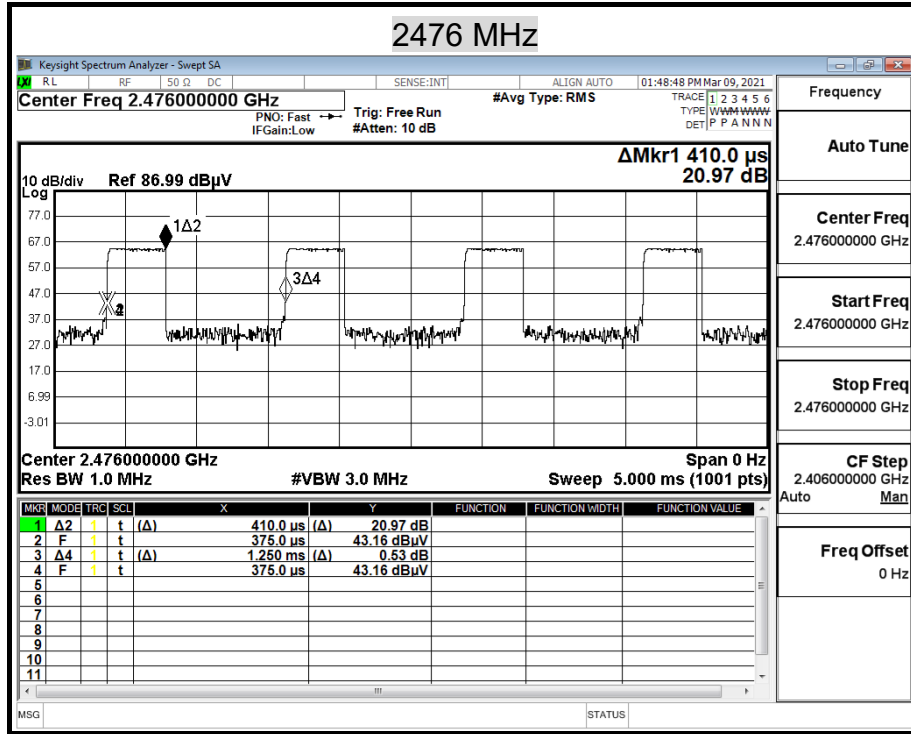 2476 MHz
Keysight Spectrum Analyzer - Swept SA
RL RF 50 Ω DC SENSE:INT ALIGN AUTO 01:48:48 PM Mar 09, 2021
Center Freq 2.476000000 GHz
PNO: Fast
IFGain:Low
Trig: Free Run
#Atten: 10 dB
#Avg Type: RMS
TRACE 1 2 3 4 5 6
TYPE WWMWWWW
DET P P A N N N
ΔMkr1 410.0 µs
20.97 dB
10 dB/div Ref 86.99 dBµV
Log
77.0
67.0
57.0
47.0
37.0
27.0
17.0
6.99
-3.01
1Δ2
3Δ4
Center 2.476000000 GHz Span 0 Hz
Res BW 1.0 MHz #VBW 3.0 MHz Sweep 5.000 ms (1001 pts)
MKR MODE TRC SCL X Y FUNCTION FUNCTION WIDTH FUNCTION VALUE
1 Δ2 1 t (Δ) 410.0 µs (Δ) 20.97 dB
2 F 1 t 375.0 µs 43.16 dBµV
3 Δ4 1 t (Δ) 1.250 ms (Δ) 0.53 dB
4 F 1 t 375.0 µs 43.16 dBµV
5
6
7
8
9
10
11
MSG STATUS
Frequency
Auto Tune
Center Freq
2.476000000 GHz
Start Freq
2.476000000 GHz
Stop Freq
2.476000000 GHz
CF Step
2.406000000 GHz
Auto Man
Freq Offset
0 Hz